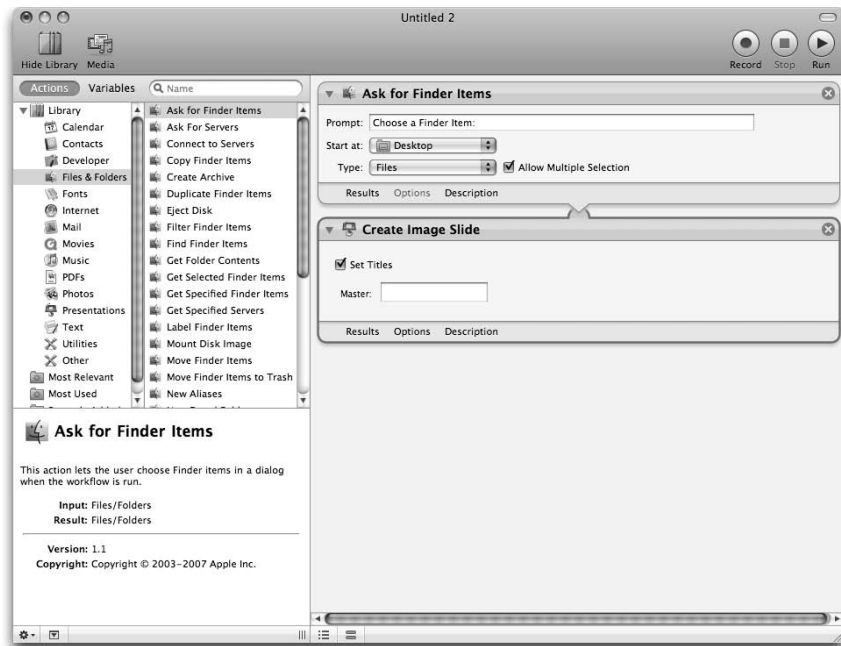 Untitled 2
Hide Library Media
Record Stop Run
Actions Variables Name
Library
Calendar
Contacts
Developer
Files & Folders
Fonts
Internet
Mail
Movies
Music
PDFs
Photos
Presentations
Text
Utilities
Other
Most Relevant
Most Used
Ask for Finder Items
Ask For Servers
Connect to Servers
Copy Finder Items
Create Archive
Duplicate Finder Items
Eject Disk
Filter Finder Items
Find Finder Items
Get Folder Contents
Get Selected Finder Items
Get Specified Finder Items
Get Specified Servers
Label Finder Items
Mount Disk Image
Move Finder Items
Move Finder Items to Trash
New Aliases
Ask for Finder Items
This action lets the user choose Finder items in a dialog
when the workflow is run.
Input: Files/Folders
Result: Files/Folders
Version: 1.1
Copyright: Copyright © 2003–2007 Apple Inc.
Ask for Finder Items
Prompt: Choose a Finder Item:
Start at: Desktop
Type: Files Allow Multiple Selection
Results Options Description
Create Image Slide
Set Titles
Master:
Results Options Description